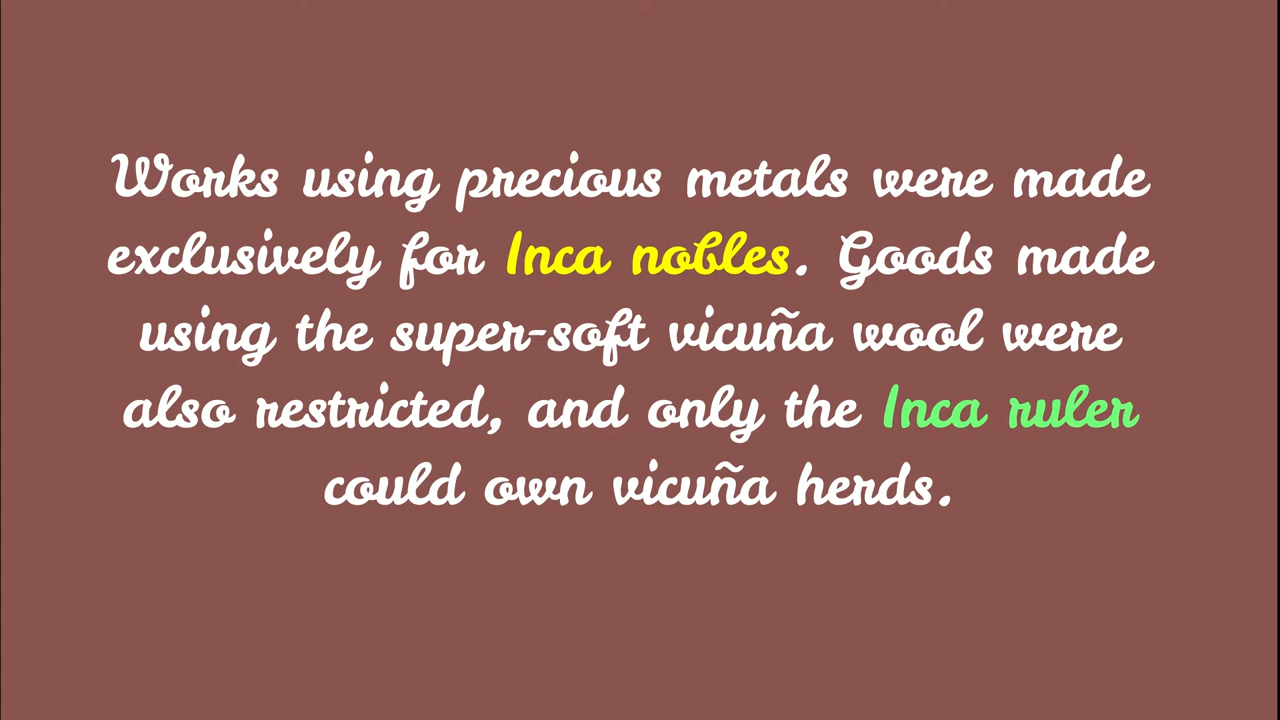 Works using precious metals were made
exclusively for Inca nobles. Goods made
using the super-soft vicuña wool were
also restricted, and only the Inca ruler
could own vicuña herds.